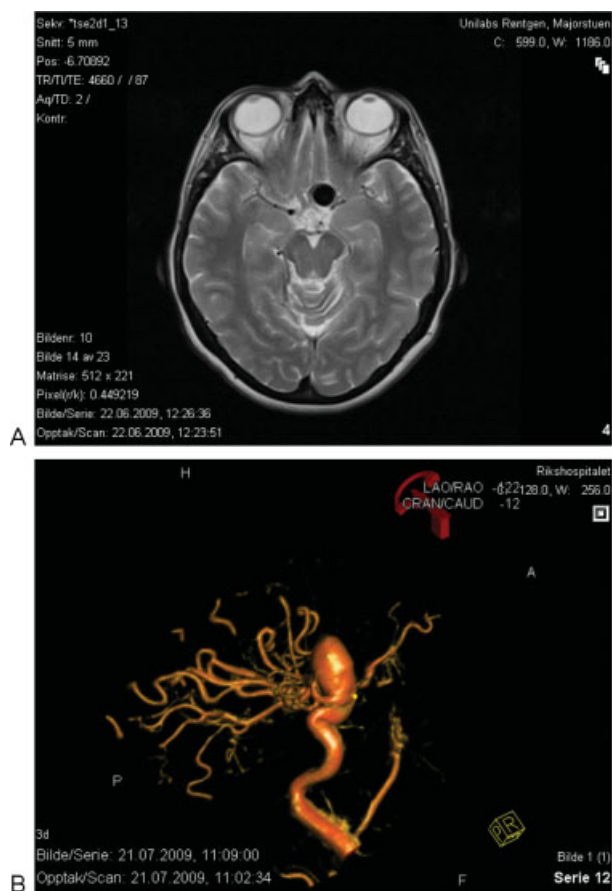 Sekv: *tse2d1_13
Snitt: 5 mm
Pos: -6.70892
TR/TI/TE: 4660 / / 87
Aq/TD: 2 /
Kontr:
Unilabs Rentgen, Majorstuen
C: 599.0, W: 1186.0
Bildenr: 10
Bilde 14 av 23
Matrise: 512 x 221
Pixel(r/k): 0.449219
Bilde/Serie: 22.06.2009, 12:26:36
Opptak/Scan: 22.06.2009, 12:23:51
4
A
H
Rikshospitalet
LAO/RAO
128.0, W: 256.0
CRAN/CAUD -12
A
P
3d
Bilde/Serie: 21.07.2009, 11:09:00
Opptak/Scan: 21.07.2009, 11:02:34
F
P R
Bilde 1 (1)
Serie 12
B